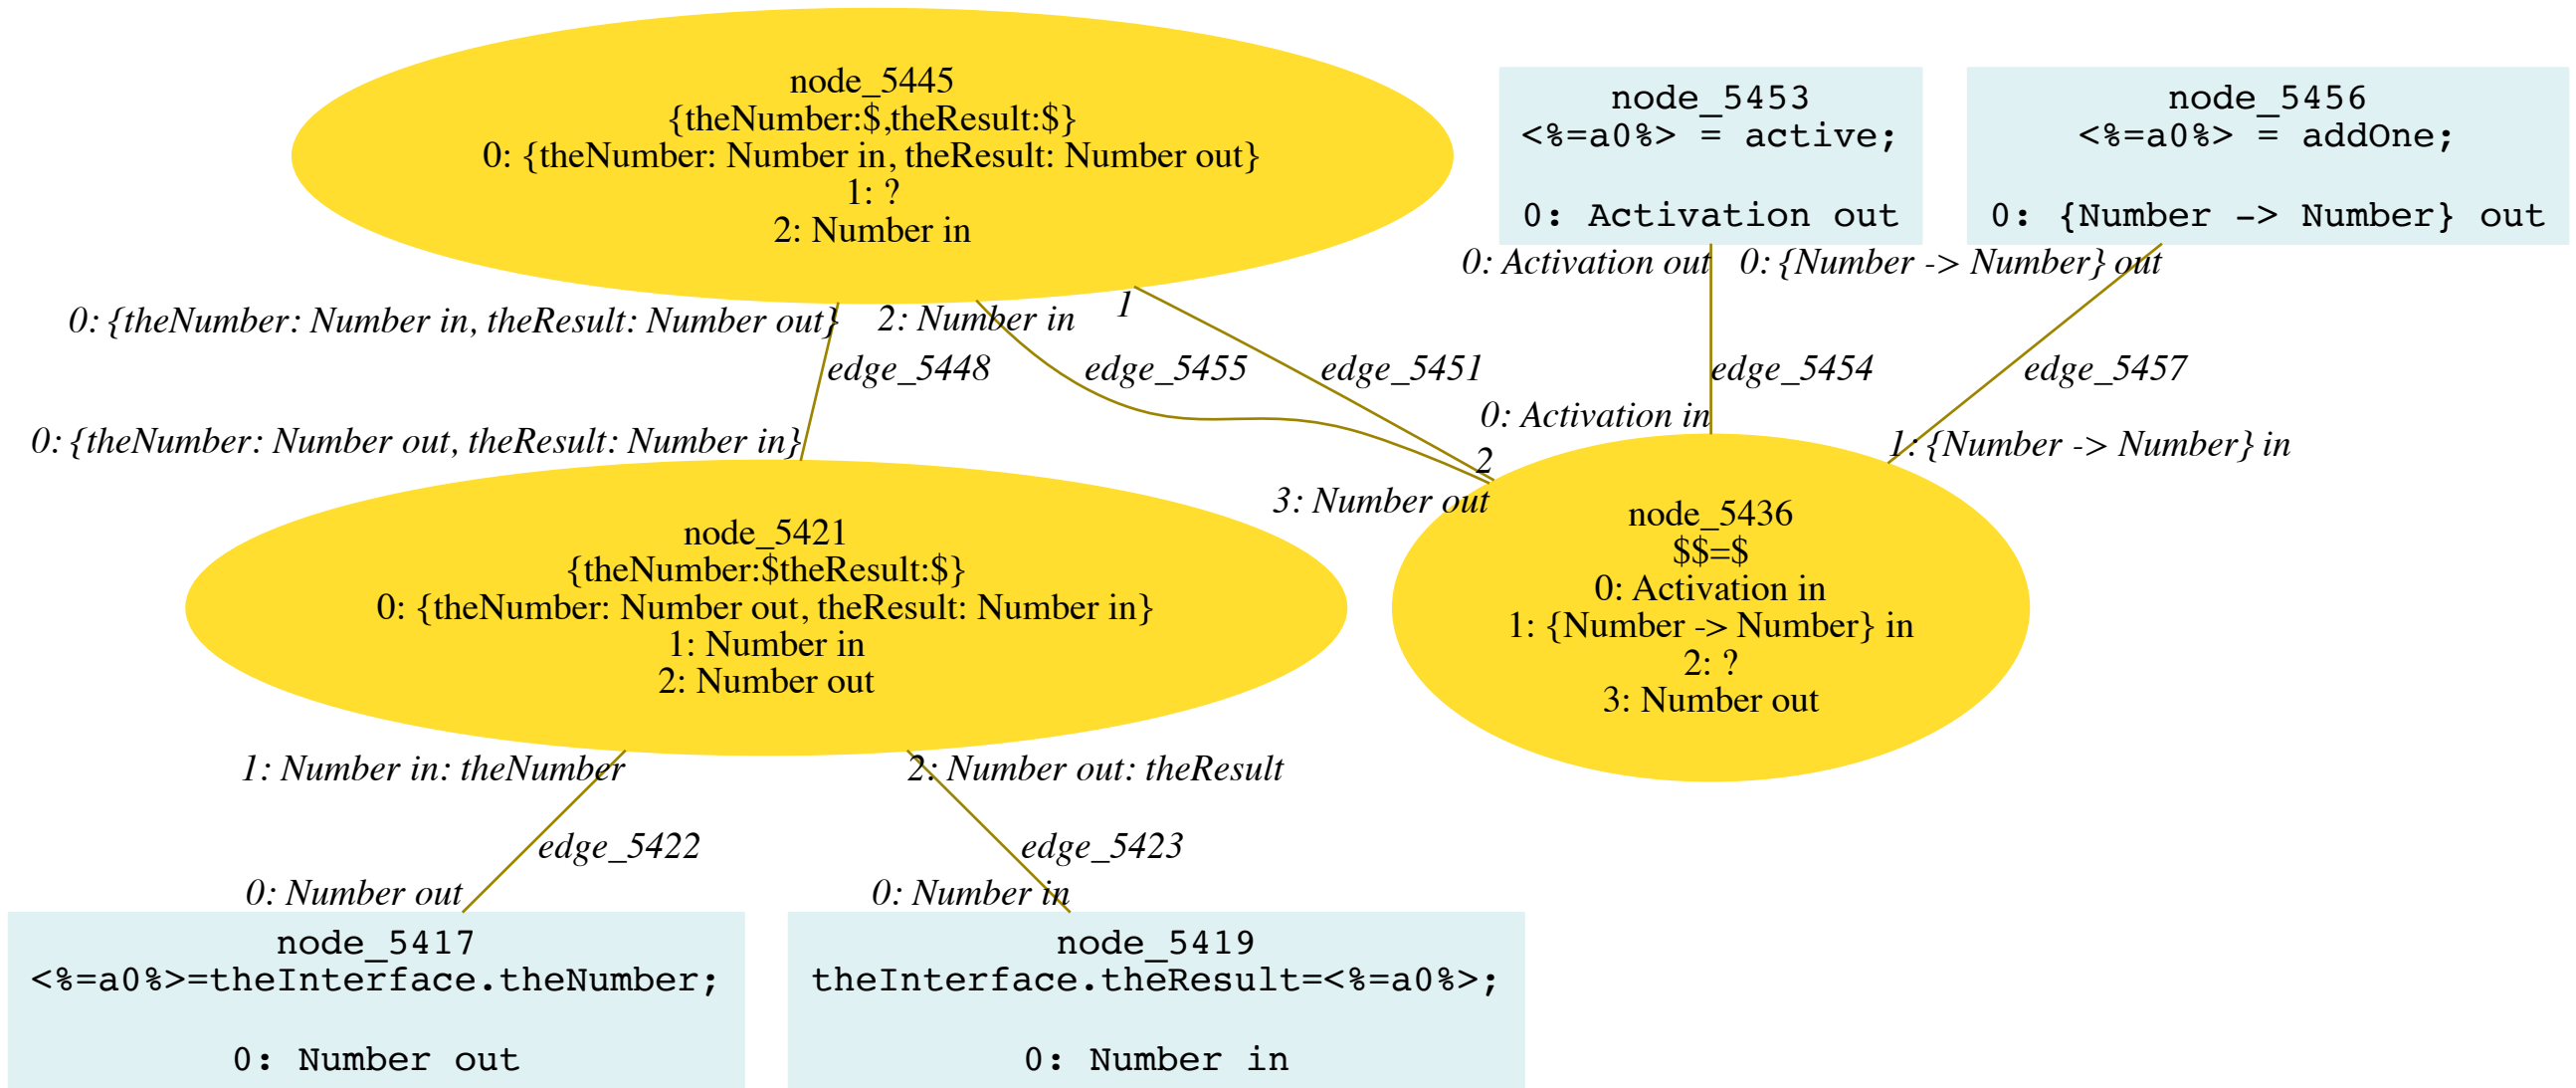 node_5445
{theNumber:$,theResult:$}
0: {theNumber: Number in, theResult: Number out}
1: ?
2: Number in
node_5453
<%=a0%> = active;
0: Activation out
node_5456
<%=a0%> = addOne;
0: {Number -> Number} out
0: Activation out
0: {Number -> Number} out
0: {theNumber: Number in, theResult: Number out}
2: Number in
1
edge_5448
edge_5455
edge_5451
edge_5454
edge_5457
0: Activation in
0: {theNumber: Number out, theResult: Number in}
2
1: {Number -> Number} in
3: Number out
node_5421
{theNumber:$theResult:$}
0: {theNumber: Number out, theResult: Number in}
1: Number in
2: Number out
node_5436
$$=$
0: Activation in
1: {Number -> Number} in
2: ?
3: Number out
1: Number in: theNumber
2: Number out: theResult
edge_5422
edge_5423
0: Number out
0: Number in
node_5417
<%=a0%>=theInterface.theNumber;
0: Number out
node_5419
theInterface.theResult=<%=a0%>;
0: Number in